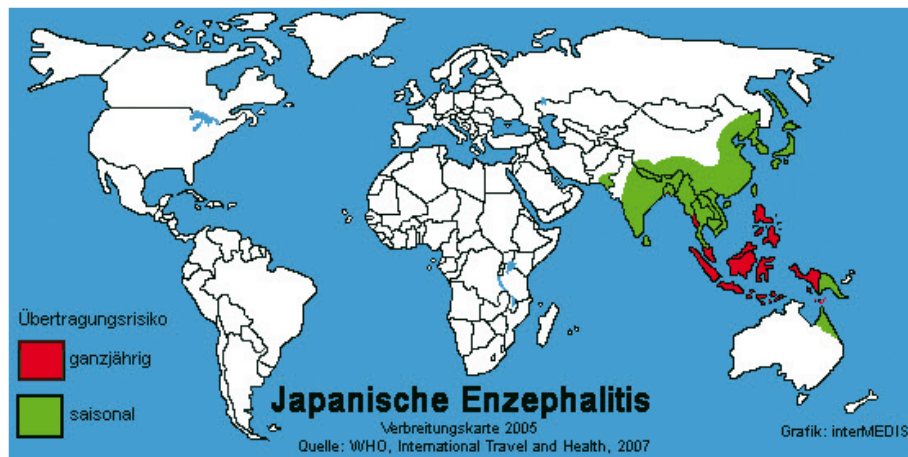 Übertragungsrisiko
ganzjährig
saisonal
Japanische Enzephalitis
Verbreitungskarte 2005
Quelle: WHO, International Travel and Health, 2007
Grafik: interMEDIS